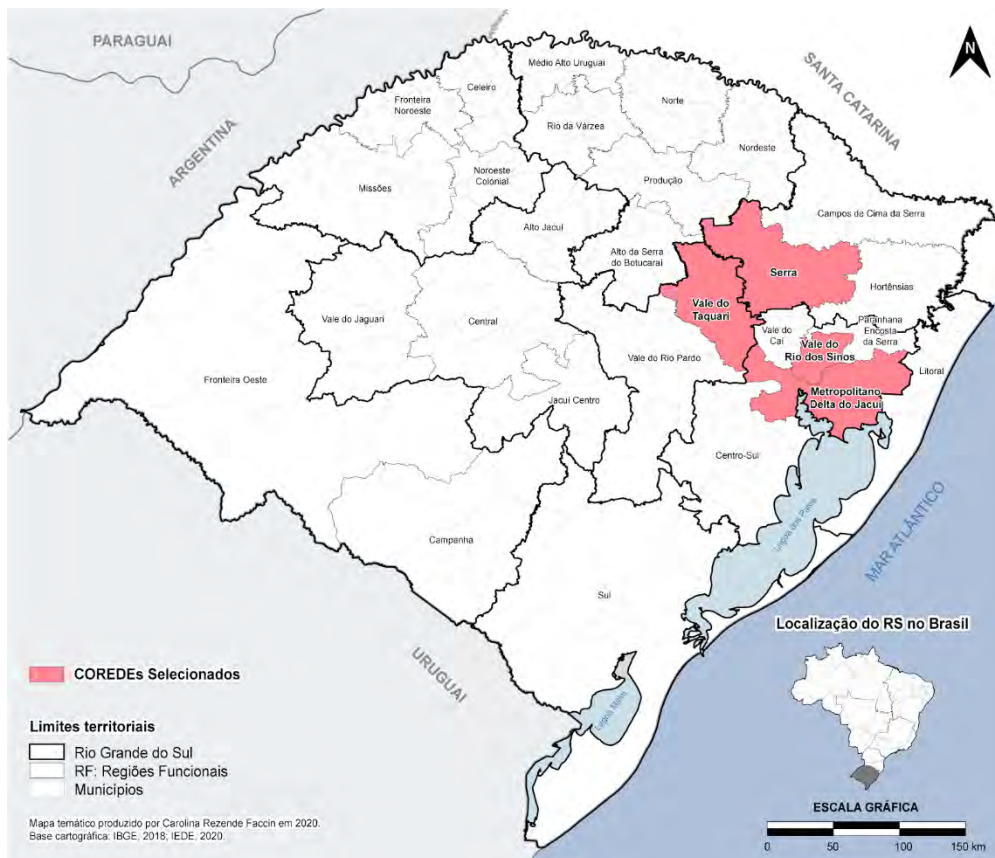 PARAGUAI
ARGENTINA
SANTA CATARINA
N
Médio Alto Uruguai
Celeiro
Norte
Fronteira
Noroeste
Rio da Várzea
Nordeste
Noroeste
Colonial
Missões
Produção
Campos de Cima da Serra
Alto Jacuí
Alto da Serra
do Botucaraí
Serra
Hortênsias
Vale do
Taquari
Vale do Jaguari
Central
Vale do
Caí
Paranhana
Encosta
da Serra
Vale do
Rio dos Sinos
Vale do Rio Pardo
Litoral
Fronteira Oeste
Metropolitano
Delta do Jacuí
Jacuí Centro
Centro-Sul
Lagoa dos Patos
MAR ATLÂNTICO
Campanha
Sul
URUGUAI
Lagoa Mirim
Localização do RS no Brasil
COREDEs Selecionados
Limites territoriais
Rio Grande do Sul
RF: Regiões Funcionais
Municípios
Mapa temático produzido por Carolina Rezende Faccin em 2020.
Base cartográfica: IBGE, 2018; IEDE, 2020.
ESCALA GRÁFICA
0 50 100 150 km